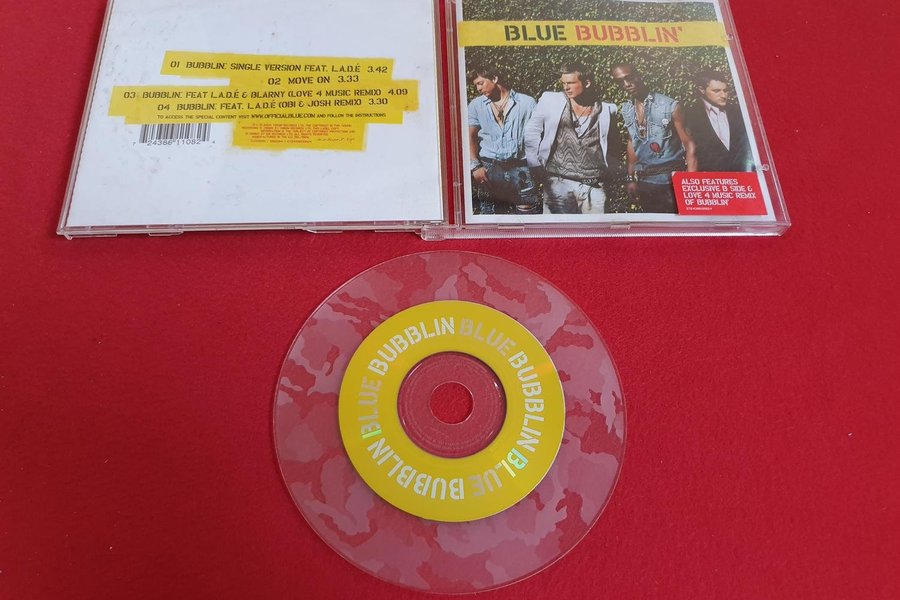 01 BUBBLIN' SINGLE VERSION FEAT. L.A.D.É 3.42
02 MOVE ON 3.33
03 BUBBLIN' FEAT L.A.D.É & BLARNY (LOVE 4 MUSIC REMIX) 4.09
04 BUBBLIN' FEAT. L.A.D.É (OBI & JOSH REMIX) 3.30
TO ACCESS THE SPECIAL CONTENT VISIT WWW.OFFICIALBLUE.COM AND FOLLOW THE INSTRUCTIONS
7 24386 11082 4
BLUE BUBBLIN'
ALSO FEATURES
EXCLUSIVE B SIDE &
LOVE 4 MUSIC REMIX
OF BUBBLIN'
BLUE BUBBLIN BLUE BUBBLIN BLUE BUBBLIN